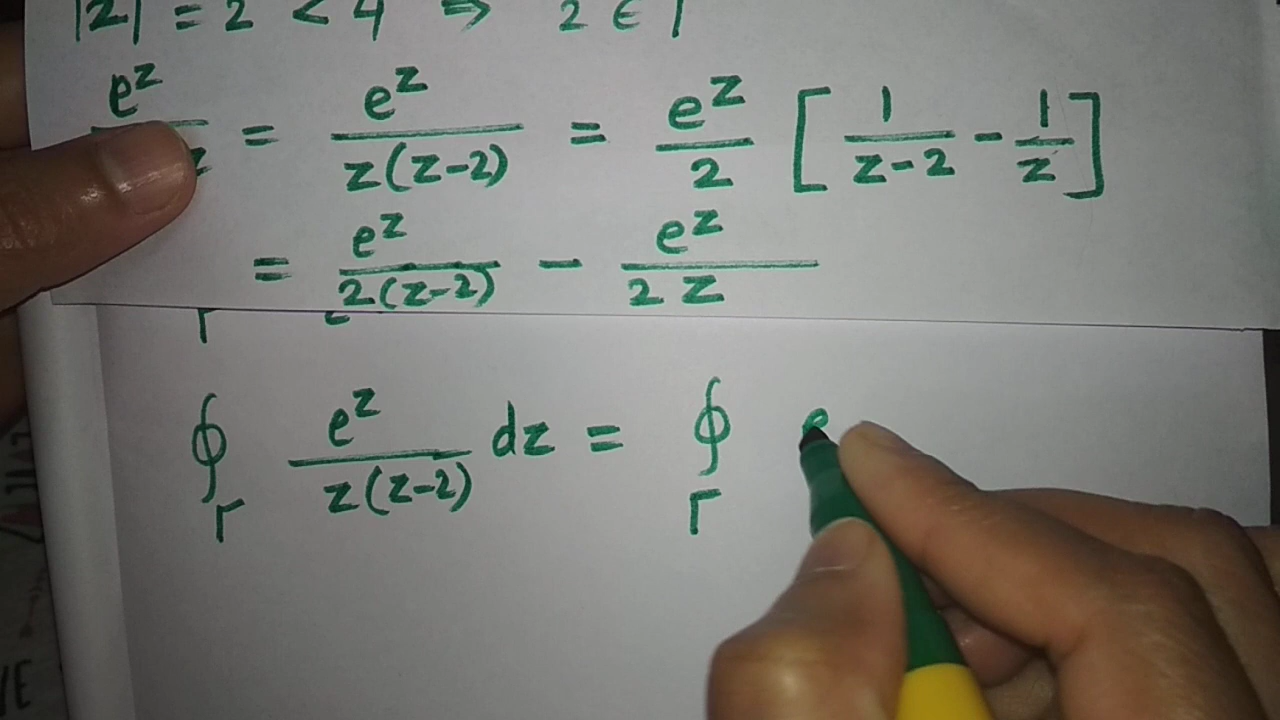 |z| = 2 < 4 ⇒ 2 ∈ Γ
e^z = e^z / z(z-2) = e^z / 2 [ 1 / z-2 - 1 / z ]
= e^z / 2(z-2) - e^z / 2z
∮_Γ e^z / z(z-2) dz = ∮_Γ e